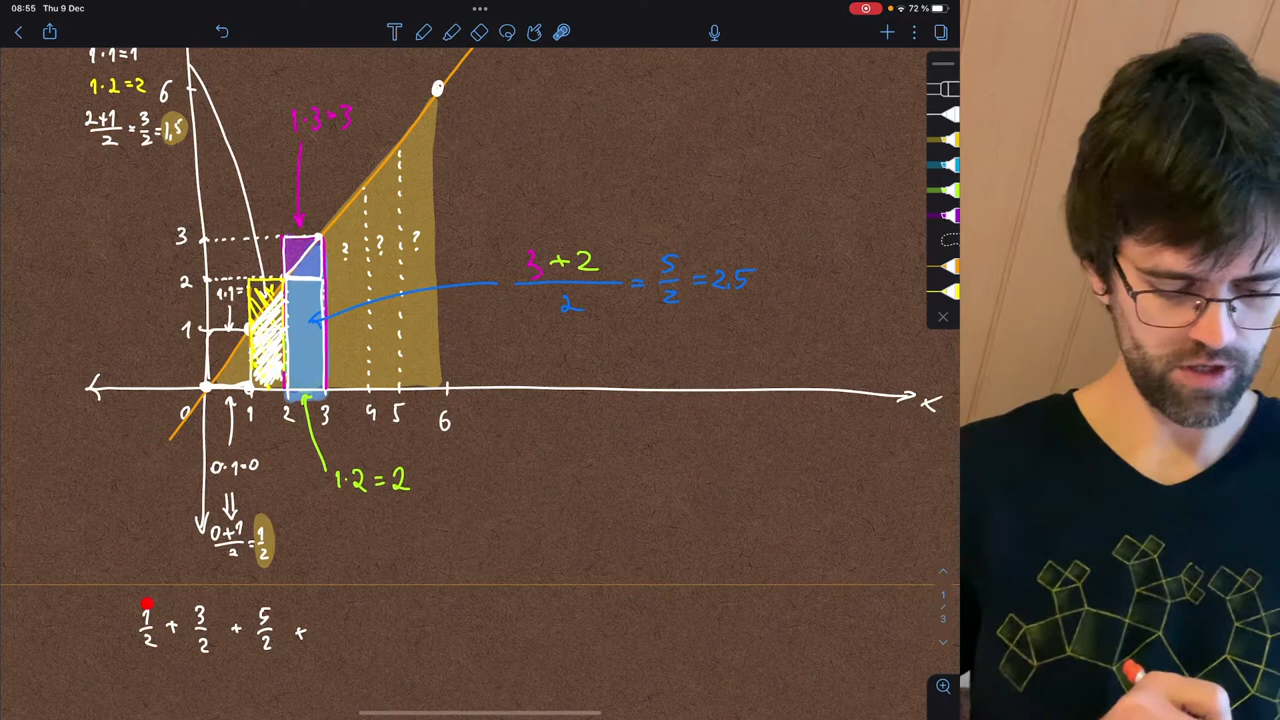 08:55 Thu 9 Dec
72 %
1·1=1
1·2=2
6
2+1/2 = 3/2 = 1,5
1·3=3
3
2
1
1·1=
? ? ?
3+2/2 = 5/2 = 2.5
0 1 2 3 4 5 6
x
0·1=0
1·2=2
0+1/2 = 1/2
1/2 + 3/2 + 5/2 +
1
/
3